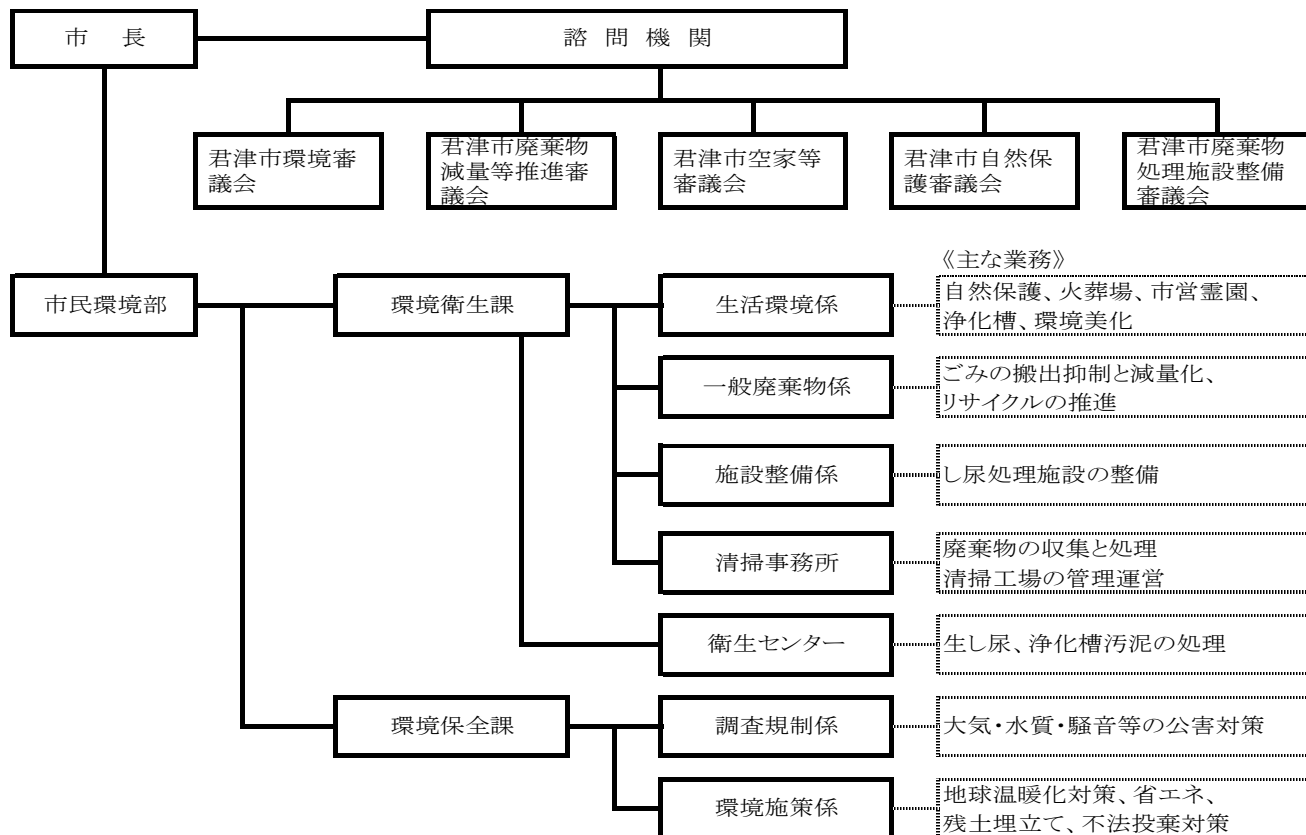 市 長
諮 問 機 関
君津市環境審
議会
君津市廃棄物
減量等推進審
議会
君津市空家等
審議会
君津市自然保
護審議会
君津市廃棄物
処理施設整備
審議会
《主な業務》
市民環境部
環境衛生課
生活環境係
自然保護、火葬場、市営霊園、
浄化槽、環境美化
一般廃棄物係
ごみの搬出抑制と減量化、
リサイクルの推進
施設整備係
し尿処理施設の整備
清掃事務所
廃棄物の収集と処理
清掃工場の管理運営
衛生センター
生し尿、浄化槽汚泥の処理
環境保全課
調査規制係
大気・水質・騒音等の公害対策
環境施策係
地球温暖化対策、省エネ、
残土埋立て、不法投棄対策